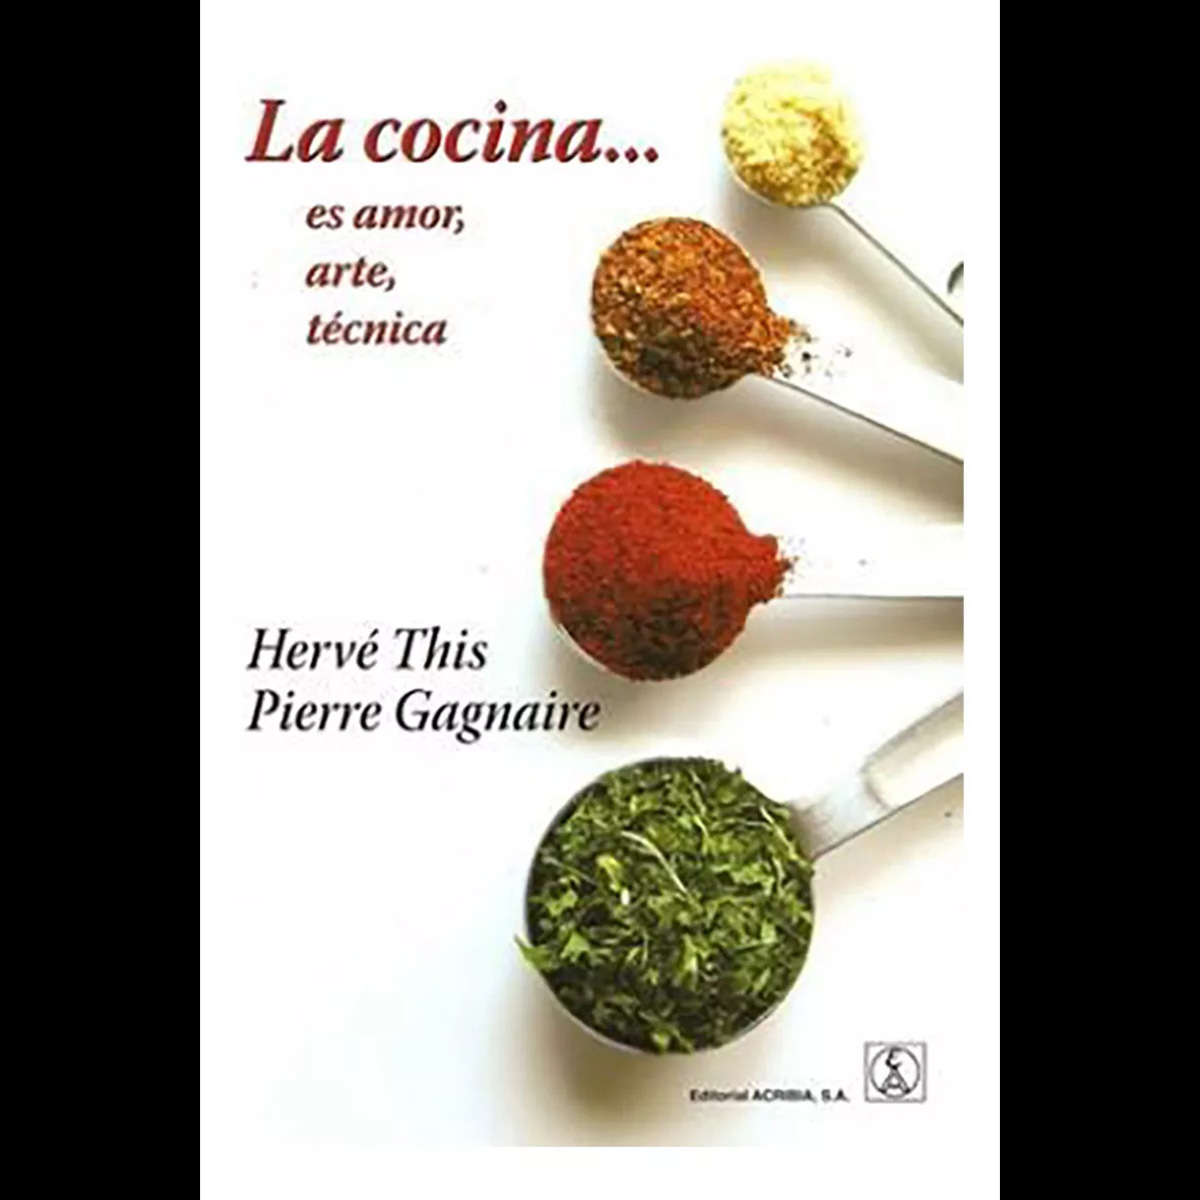 La cocina...
es amor,
arte,
técnica
Hervé This
Pierre Gagnaire
Editorial ACRIBIA, S.A.